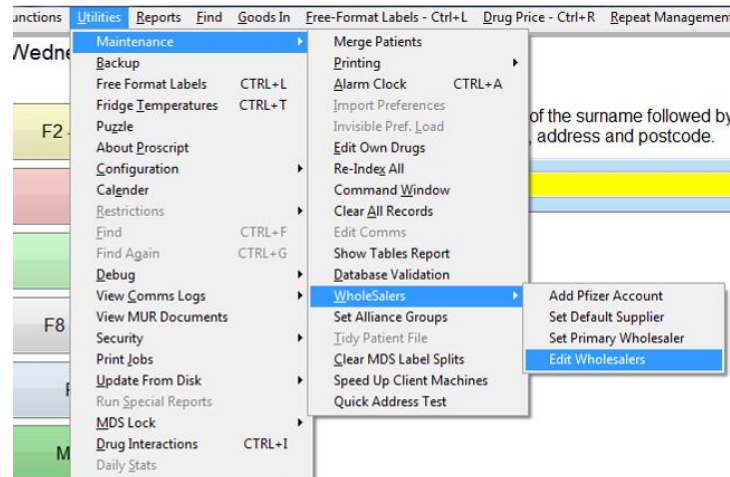 unctions Utilities Reports Find Goods In Free-Format Labels - Ctrl+L Drug Price - Ctrl+R Repeat Management
Wedne
F2 -
F8
M
of the surname followed by
, address and postcode.
Maintenance
Backup
Free Format Labels CTRL+L
Fridge Temperatures CTRL+T
Puzzle
About Proscript
Configuration
Calender
Restrictions
Find CTRL+F
Find Again CTRL+G
Debug
View Comms Logs
View MUR Documents
Security
Print Jobs
Update From Disk
Run Special Reports
MDS Lock
Drug Interactions CTRL+I
Daily Stats
Merge Patients
Printing
Alarm Clock CTRL+A
Import Preferences
Invisible Pref. Load
Edit Own Drugs
Re-Index All
Command Window
Clear All Records
Edit Comms
Show Tables Report
Database Validation
WholeSalers
Set Alliance Groups
Tidy Patient File
Clear MDS Label Splits
Speed Up Client Machines
Quick Address Test
Add Pfizer Account
Set Default Supplier
Set Primary Wholesaler
Edit Wholesalers